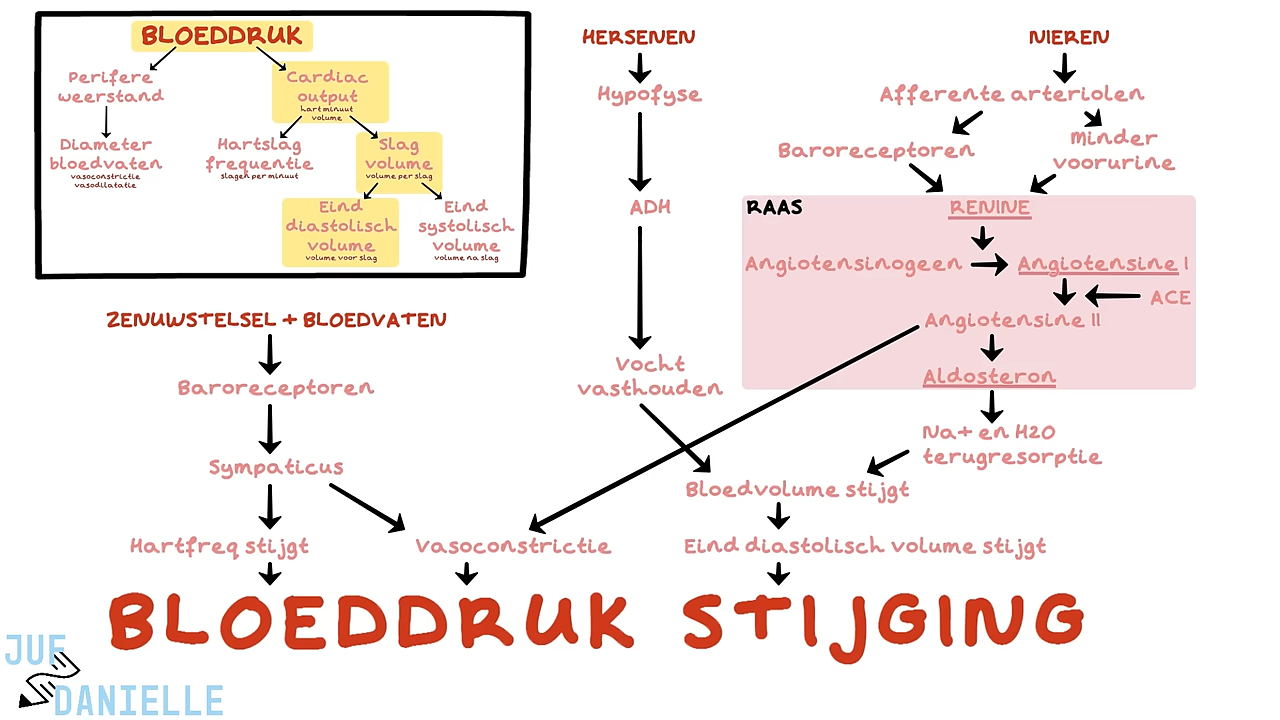 BLOEDDRUK
Perifere
weerstand
Cardiac
output
hart minuut
volume
Diameter
bloedvaten
vasoconstrictie
vasodilatatie
Hartslag
frequentie
slagen per minuut
Slag
volume
volume per slag
Eind
diastolisch
volume
volume voor slag
Eind
systolisch
volume
volume na slag
HERSENEN
Hypofyse
ADH
Vocht
vasthouden
NIEREN
Afferente arteriolen
Baroreceptoren
Minder
voorurine
RAAS
RENINE
Angiotensinogeen
Angiotensine I
ACE
Angiotensine II
Aldosteron
Na+ en H2O
terugresorptie
Bloedvolume stijgt
Eind diastolisch volume stijgt
ZENUWSTELSEL + BLOEDVATEN
Baroreceptoren
Sympaticus
Hartfreq stijgt
Vasoconstrictie
BLOEDDRUK STIJGING
JUF
DANIELLE